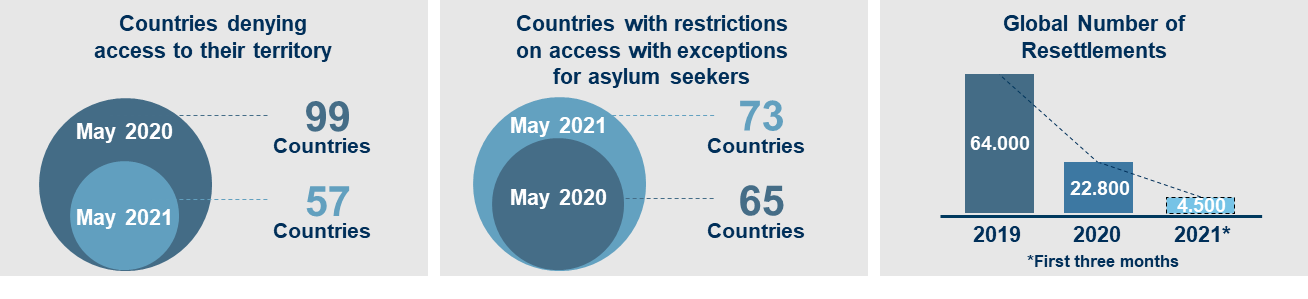 Countries denying
access to their territory
May 2020
99
Countries
May 2021
57
Countries
Countries with restrictions
on access with exceptions
for asylum seekers
May 2021
73
Countries
May 2020
65
Countries
Global Number of
Resettlements
64.000
22.800
4.500
2019 2020 2021*
*First three months